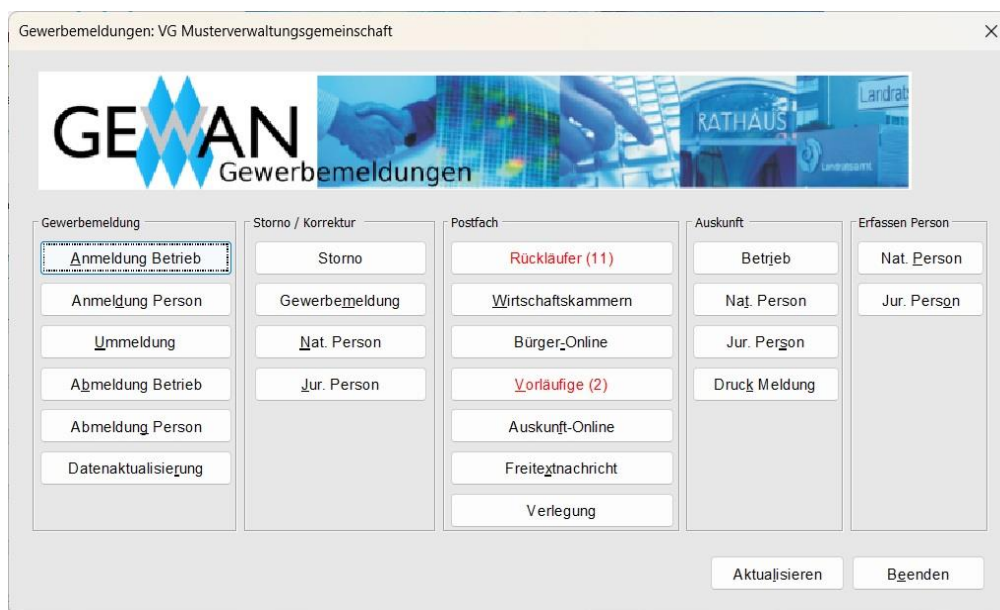 Gewerbemeldungen: VG Musterverwaltungsgemeinschaft
GEWAN
Gewerbemeldungen
RATHAUS
Landratsamt
Gewerbemeldung
Anmeldung Betrieb
Anmeldung Person
Ummeldung
Abmeldung Betrieb
Abmeldung Person
Datenaktualisierung
Storno / Korrektur
Storno
Gewerbemeldung
Nat. Person
Jur. Person
Postfach
Rückläufer (11)
Wirtschaftskammern
Bürger-Online
Vorläufige (2)
Auskunft-Online
Freitextnachricht
Verlegung
Auskunft
Betrieb
Nat. Person
Jur. Person
Druck Meldung
Erfassen Person
Nat. Person
Jur. Person
Aktualisieren
Beenden